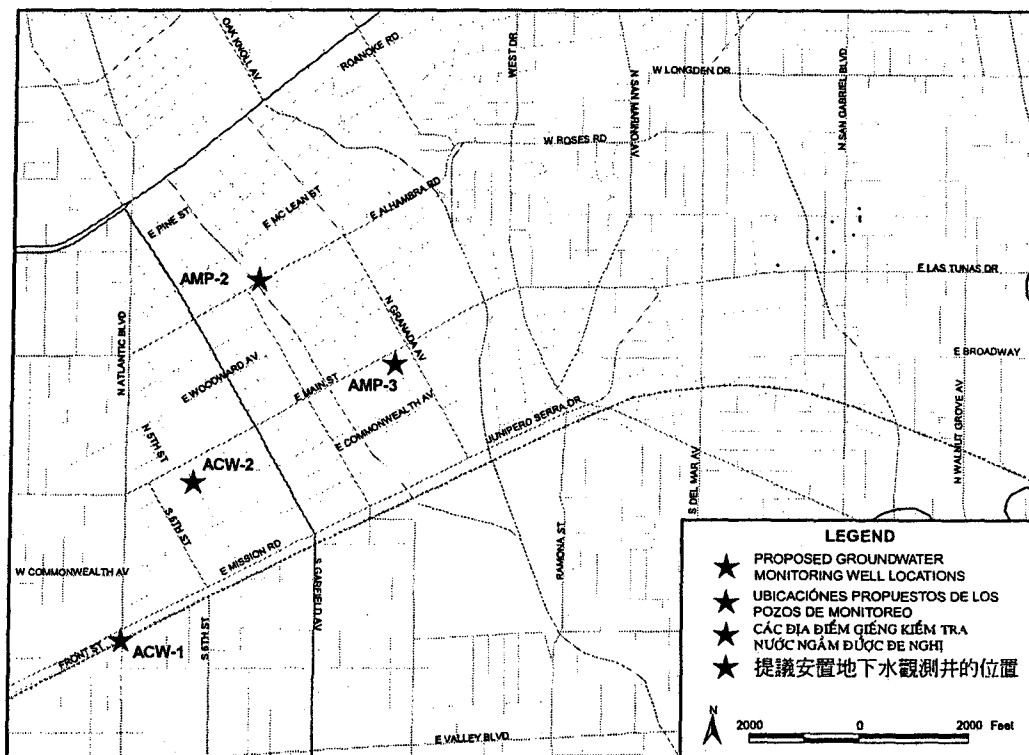 OAK KNOLL AV
ROANOKE RD
WEST DR
N SAN MARINO AV
W LONGDEN DR
N SAN GABRIEL BLVD
W ROSES RD
E PINE ST
E MC LEAN ST
E ALHAMBRA RD
AMP-2
E LAS TUNAS DR
N ATLANTIC BLVD
N GRANADA AV
E BROADWAY
E WOODWARD AV
E MAIN ST
AMP-3
E COMMONWEALTH AV
JUNIPERO SERRA DR
N WALNUT GROVE AV
N 5TH ST
ACW-2
S DEL MAR AV
S 5TH ST
E MISSION RD
RAMONA ST
W COMMONWEALTH AV
S GARFIELD AV
FRONT ST
ACW-1
S 6TH ST
E VALLEY BLVD
LEGEND
PROPOSED GROUNDWATER
MONITORING WELL LOCATIONS
UBICACIÓNES PROPUESTOS DE LOS
POZOS DE MONITOREO
CÁC ĐỊA ĐIỂM GIẾNG KIỂM TRA
NƯỚC NGẦM ĐƯỢC ĐE NGHỊ
提議安置地下水觀測井的位置
N
2000 0 2000 Feet